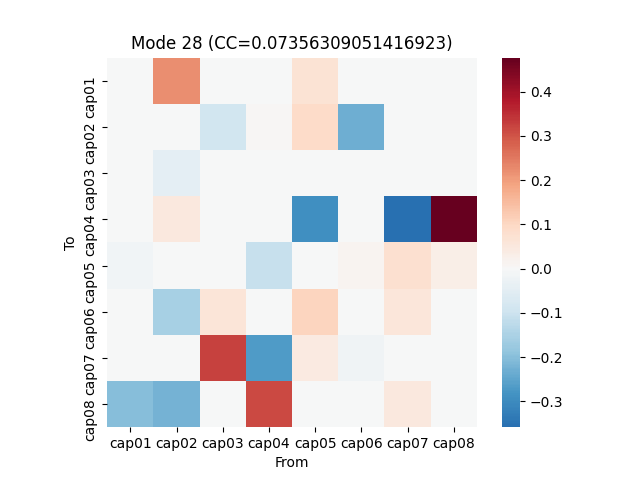 Mode 28 (CC=0.07356309051416923)
To
cap01
cap02
cap03
cap04
cap05
cap06
cap07
cap08
cap01 cap02 cap03 cap04 cap05 cap06 cap07 cap08
From
0.4
0.3
0.2
0.1
0.0
−0.1
−0.2
−0.3